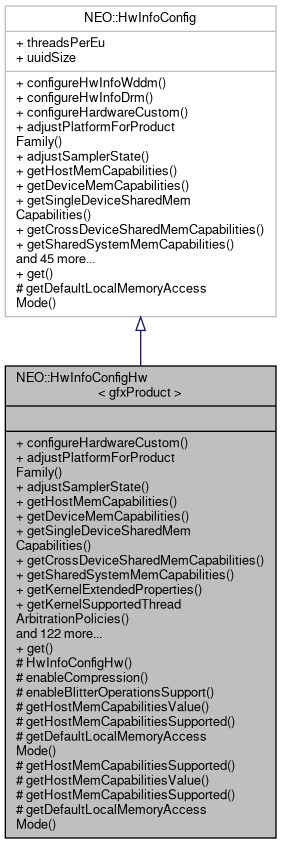 NEO::HwInfoConfig
+ threadsPerEu
+ uuidSize
+ configureHwInfoWddm()
+ configureHwInfoDrm()
+ configureHardwareCustom()
+ adjustPlatformForProduct
Family()
+ adjustSamplerState()
+ getHostMemCapabilities()
+ getDeviceMemCapabilities()
+ getSingleDeviceSharedMem
Capabilities()
+ getCrossDeviceSharedMemCapabilities()
+ getSharedSystemMemCapabilities()
and 45 more...
+ get()
# getDefaultLocalMemoryAccess
Mode()
NEO::HwInfoConfigHw
< gfxProduct >
+ configureHardwareCustom()
+ adjustPlatformForProduct
Family()
+ adjustSamplerState()
+ getHostMemCapabilities()
+ getDeviceMemCapabilities()
+ getSingleDeviceSharedMem
Capabilities()
+ getCrossDeviceSharedMemCapabilities()
+ getSharedSystemMemCapabilities()
+ getKernelExtendedProperties()
+ getKernelSupportedThread
ArbitrationPolicies()
and 122 more...
+ get()
# HwInfoConfigHw()
# enableCompression()
# enableBlitterOperationsSupport()
# getHostMemCapabilitiesValue()
# getHostMemCapabilitiesSupported()
# getDefaultLocalMemoryAccess
Mode()
# getHostMemCapabilitiesSupported()
# getHostMemCapabilitiesValue()
# getHostMemCapabilitiesSupported()
# getDefaultLocalMemoryAccess
Mode()